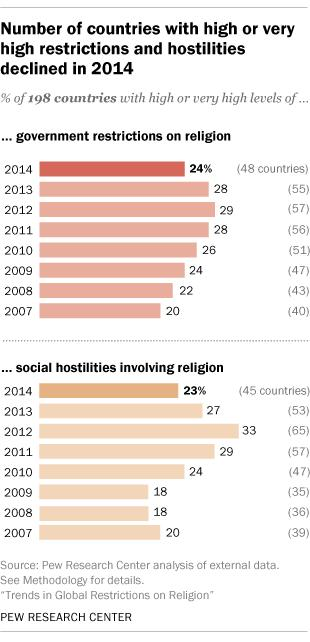 Number of countries with high or very
high restrictions and hostilities
declined in 2014
% of 198 countries with high or very high levels of ...
... government restrictions on religion
2014 24% (48 countries)
2013 28 (55)
2012 29 (57)
2011 28 (56)
2010 26 (51)
2009 24 (47)
2008 22 (43)
2007 20 (40)
... social hostilities involving religion
2014 23% (45 countries)
2013 27 (53)
2012 33 (65)
2011 29 (57)
2010 24 (47)
2009 18 (35)
2008 18 (36)
2007 20 (39)
Source: Pew Research Center analysis of external data.
See Methodology for details.
“Trends in Global Restrictions on Religion”
PEW RESEARCH CENTER